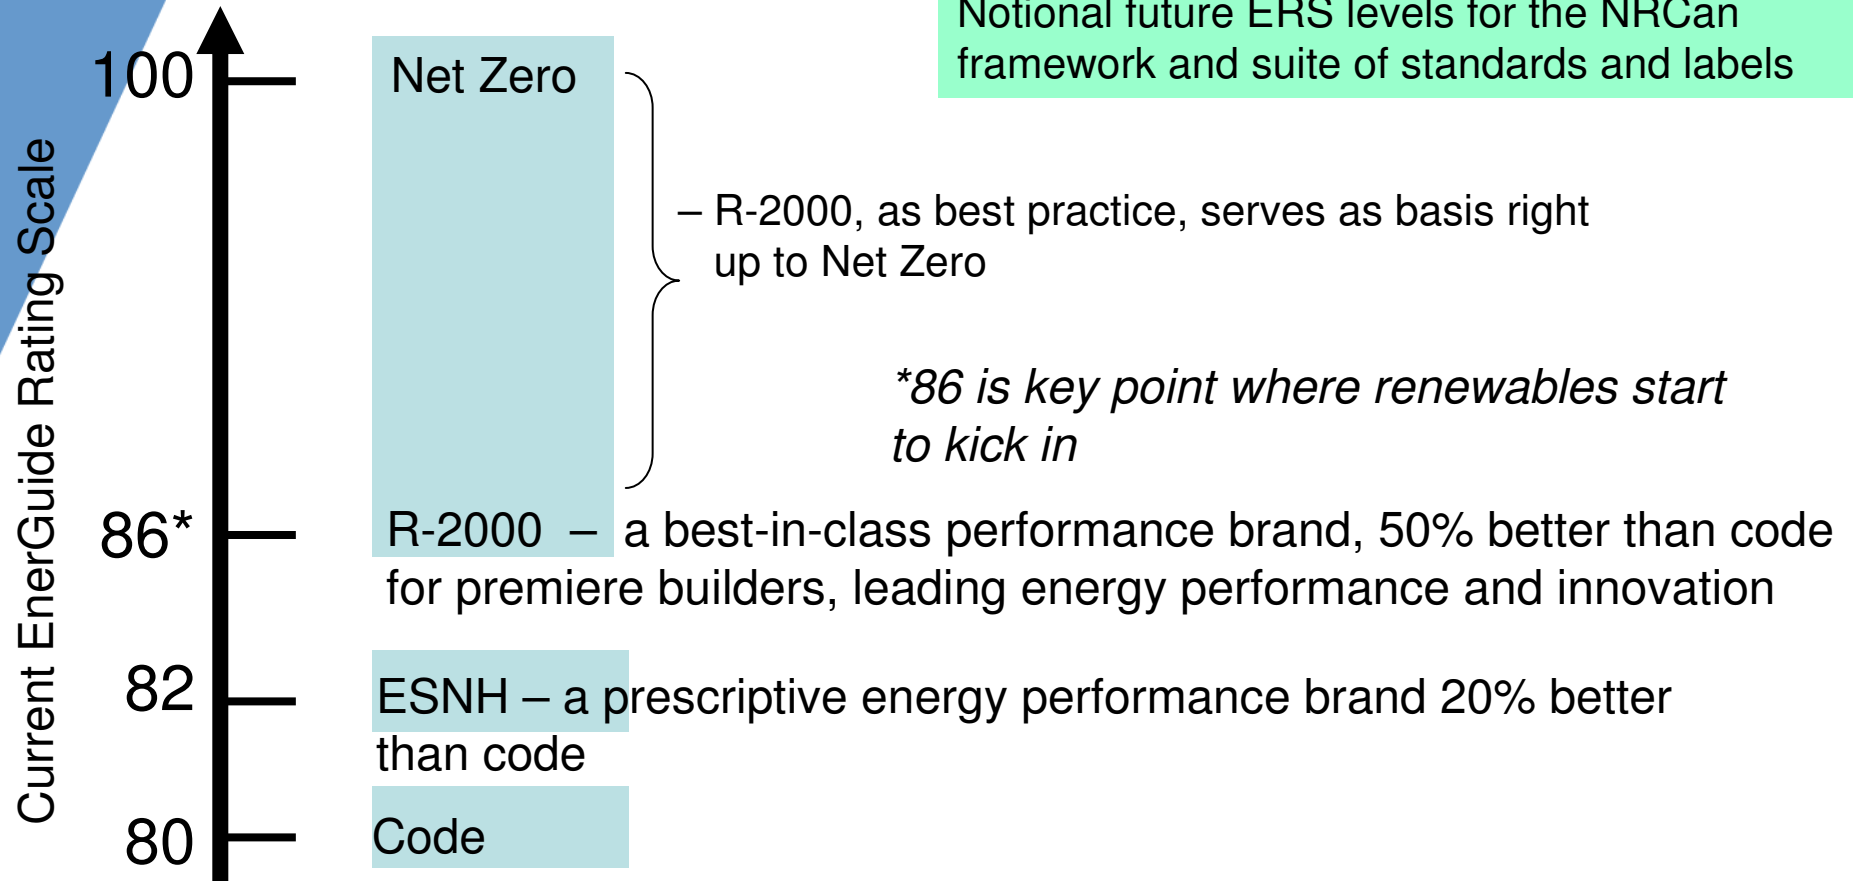 Notional future ERS levels for the NRCan
framework and suite of standards and labels
Current EnerGuide Rating Scale
100
Net Zero
– R-2000, as best practice, serves as basis right
up to Net Zero
*86 is key point where renewables start
to kick in
86*
R-2000 – a best-in-class performance brand, 50% better than code
for premiere builders, leading energy performance and innovation
82
ESNH – a prescriptive energy performance brand 20% better
than code
80
Code